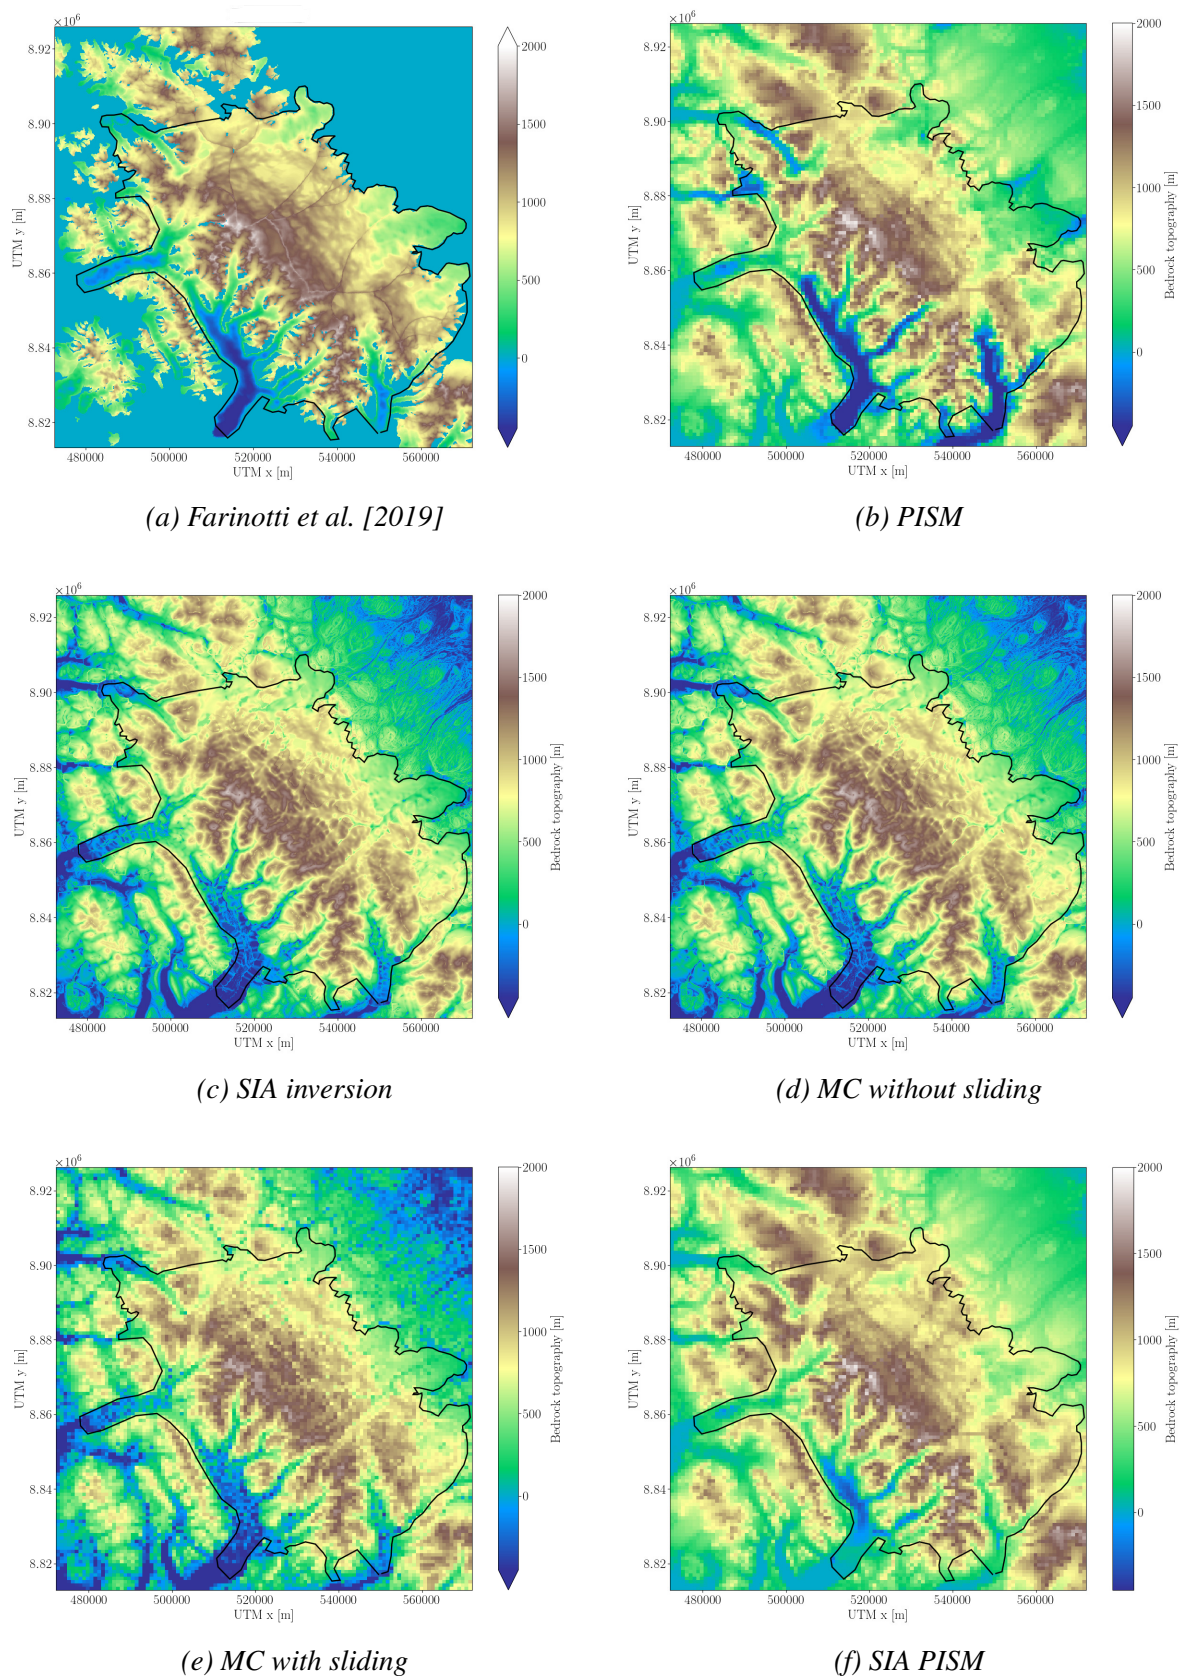 ×10⁶
8.92
8.90
8.88
8.86
8.84
8.82
UTM y [m]
480000 500000 520000 540000 560000
UTM x [m]
2000
1500
1000
500
0
(a) Farinotti et al. [2019]
×10⁶
8.92
8.90
8.88
8.86
8.84
8.82
UTM y [m]
480000 500000 520000 540000 560000
UTM x [m]
2000
1500
1000
500
0
Bedrock topography [m]
(b) PISM
×10⁶
8.92
8.90
8.88
8.86
8.84
8.82
UTM y [m]
480000 500000 520000 540000 560000
UTM x [m]
2000
1500
1000
500
0
Bedrock topography [m]
(c) SIA inversion
×10⁶
8.92
8.90
8.88
8.86
8.84
8.82
UTM y [m]
480000 500000 520000 540000 560000
UTM x [m]
2000
1500
1000
500
0
Bedrock topography [m]
(d) MC without sliding
×10⁶
8.92
8.90
8.88
8.86
8.84
8.82
UTM y [m]
480000 500000 520000 540000 560000
UTM x [m]
2000
1500
1000
500
0
Bedrock topography [m]
(e) MC with sliding
×10⁶
8.92
8.90
8.88
8.86
8.84
8.82
UTM y [m]
480000 500000 520000 540000 560000
UTM x [m]
2000
1500
1000
500
0
Bedrock topography [m]
(f) SIA PISM